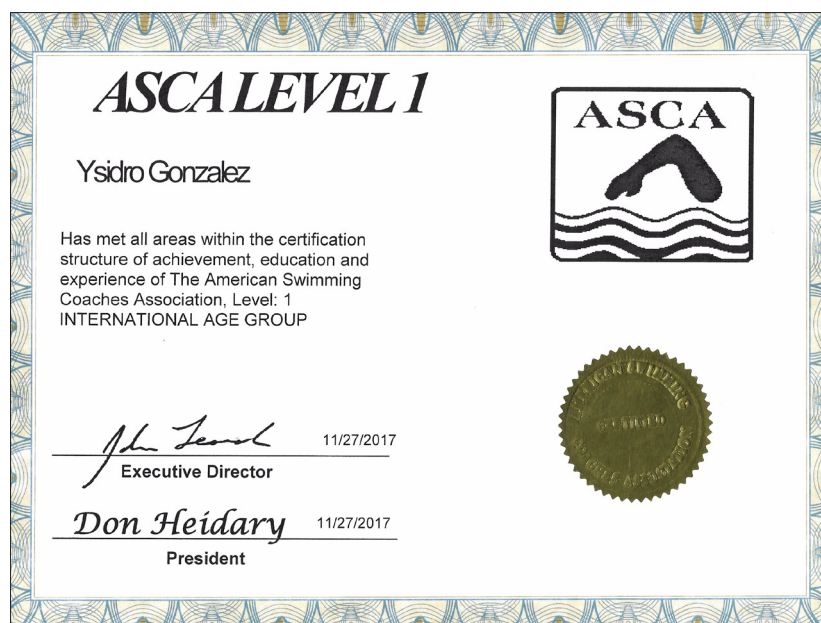 ASCA LEVEL 1
ASCA
Ysidro Gonzalez
Has met all areas within the certification
structure of achievement, education and
experience of The American Swimming
Coaches Association, Level: 1
INTERNATIONAL AGE GROUP
11/27/2017
Executive Director
Don Heidary 11/27/2017
President